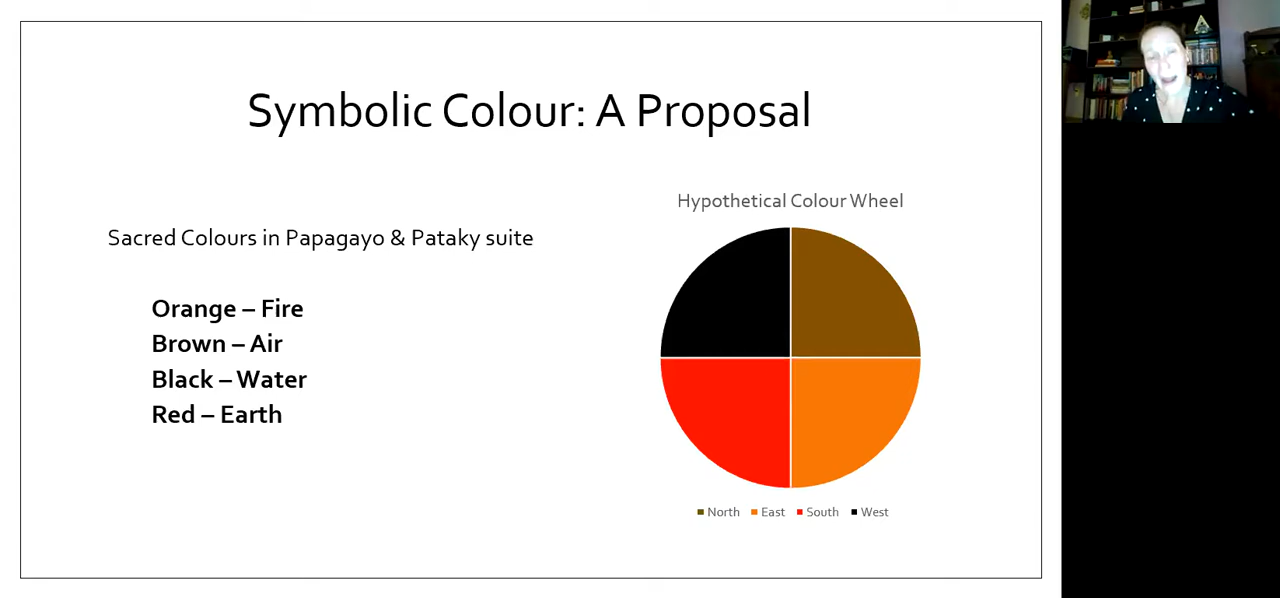 Symbolic Colour: A Proposal
Sacred Colours in Papagayo & Pataky suite
Orange – Fire
Brown – Air
Black – Water
Red – Earth
Hypothetical Colour Wheel
North East South West